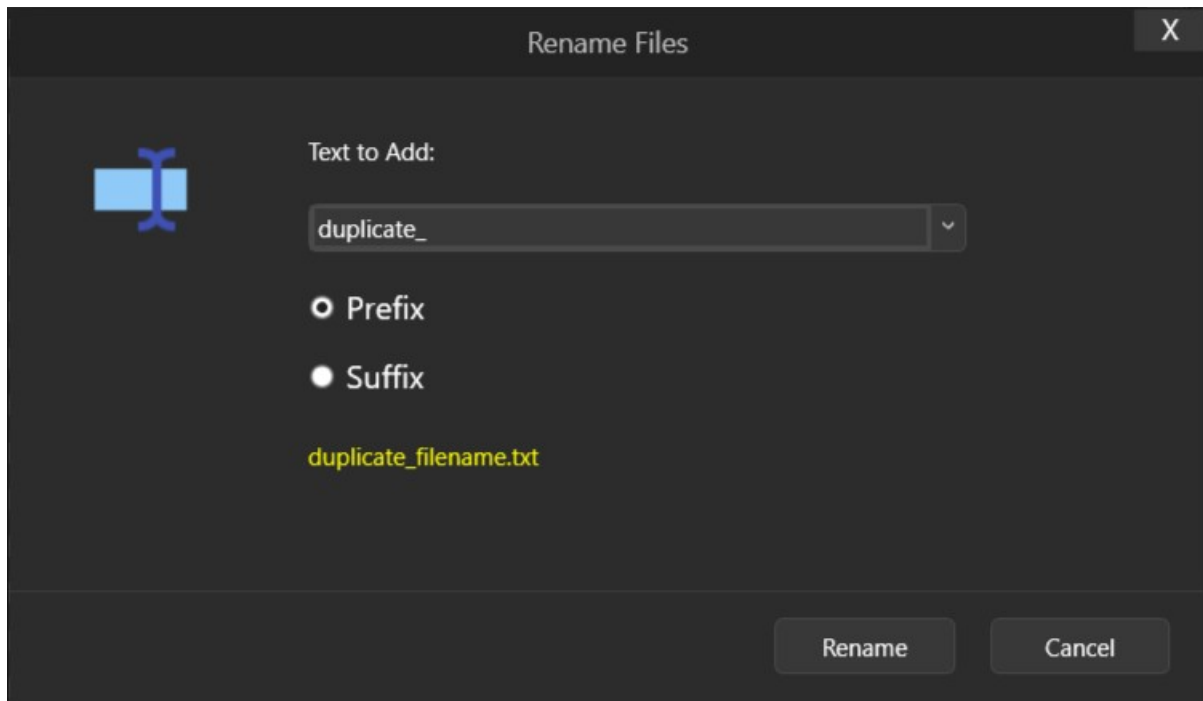 Rename Files
X
Text to Add:
duplicate_
Prefix
Suffix
duplicate_filename.txt
Rename
Cancel